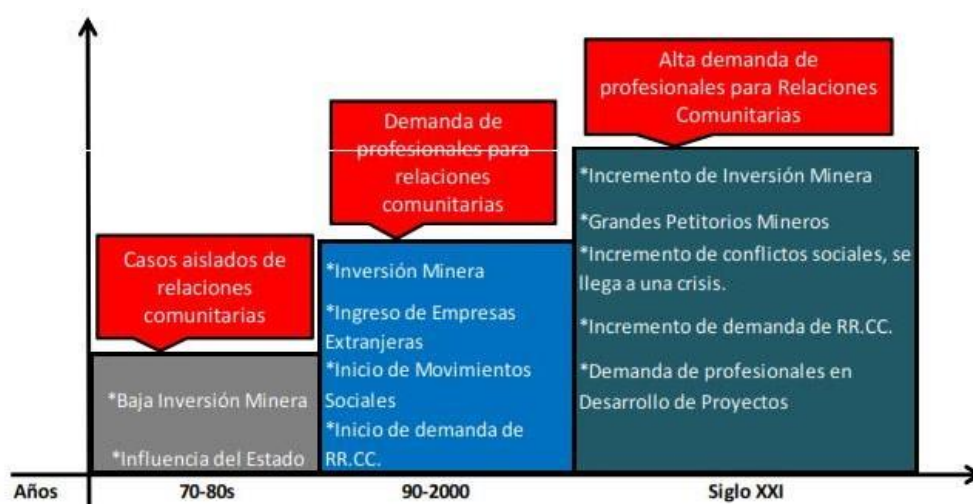 Alta demanda de
profesionales para Relaciones
Comunitarias
Demanda de
profesionales para
relaciones
comunitarias
Casos aislados de
relaciones
comunitarias
*Baja Inversión Minera
*Influencia del Estado
*Inversión Minera
*Ingreso de Empresas
Extranjeras
*Inicio de Movimientos
Sociales
*Inicio de demanda de
RR.CC.
*Incremento de Inversión Minera
*Grandes Petitorios Mineros
*Incremento de conflictos sociales, se
llega a una crisis.
*Incremento de demanda de RR.CC.
*Demanda de profesionales en
Desarrollo de Proyectos
Años
70-80s
90-2000
Siglo XXI